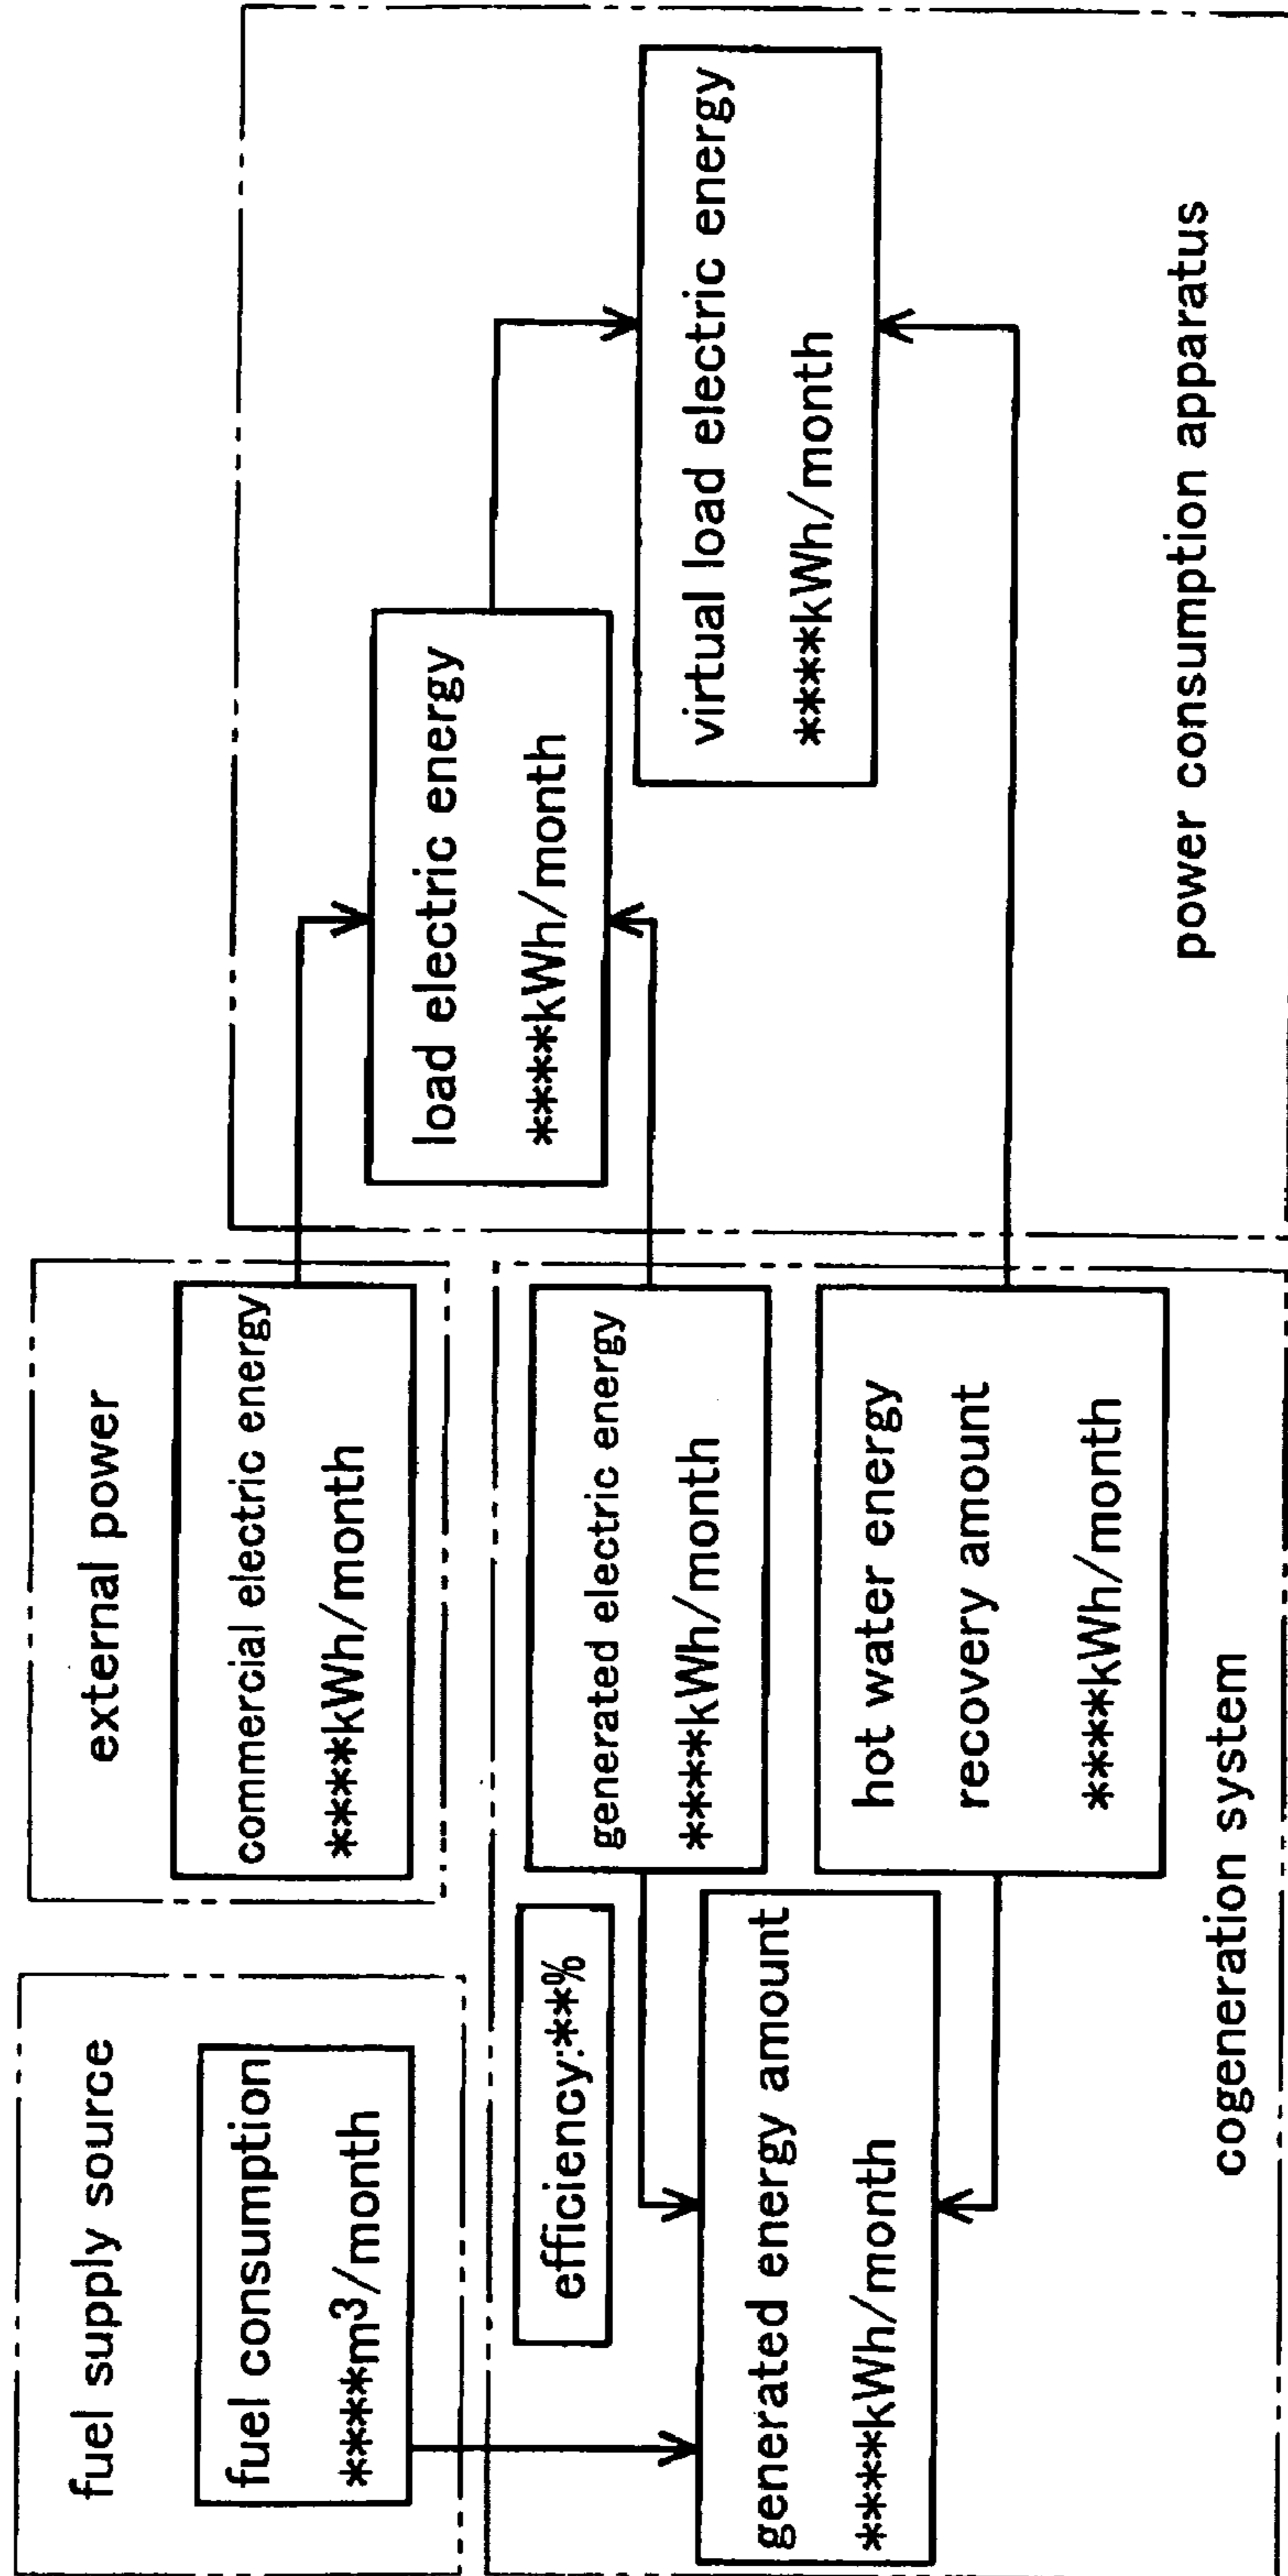 fuel supply source
fuel consumption
****m³/month
external power
commercial electric energy
****kWh/month
efficiency:**%
generated energy amount
****kWh/month
generated electric energy
****kWh/month
hot water energy
recovery amount
****kWh/month
cogeneration system
load electric energy
****kWh/month
virtual load electric energy
****kWh/month
power consumption apparatus